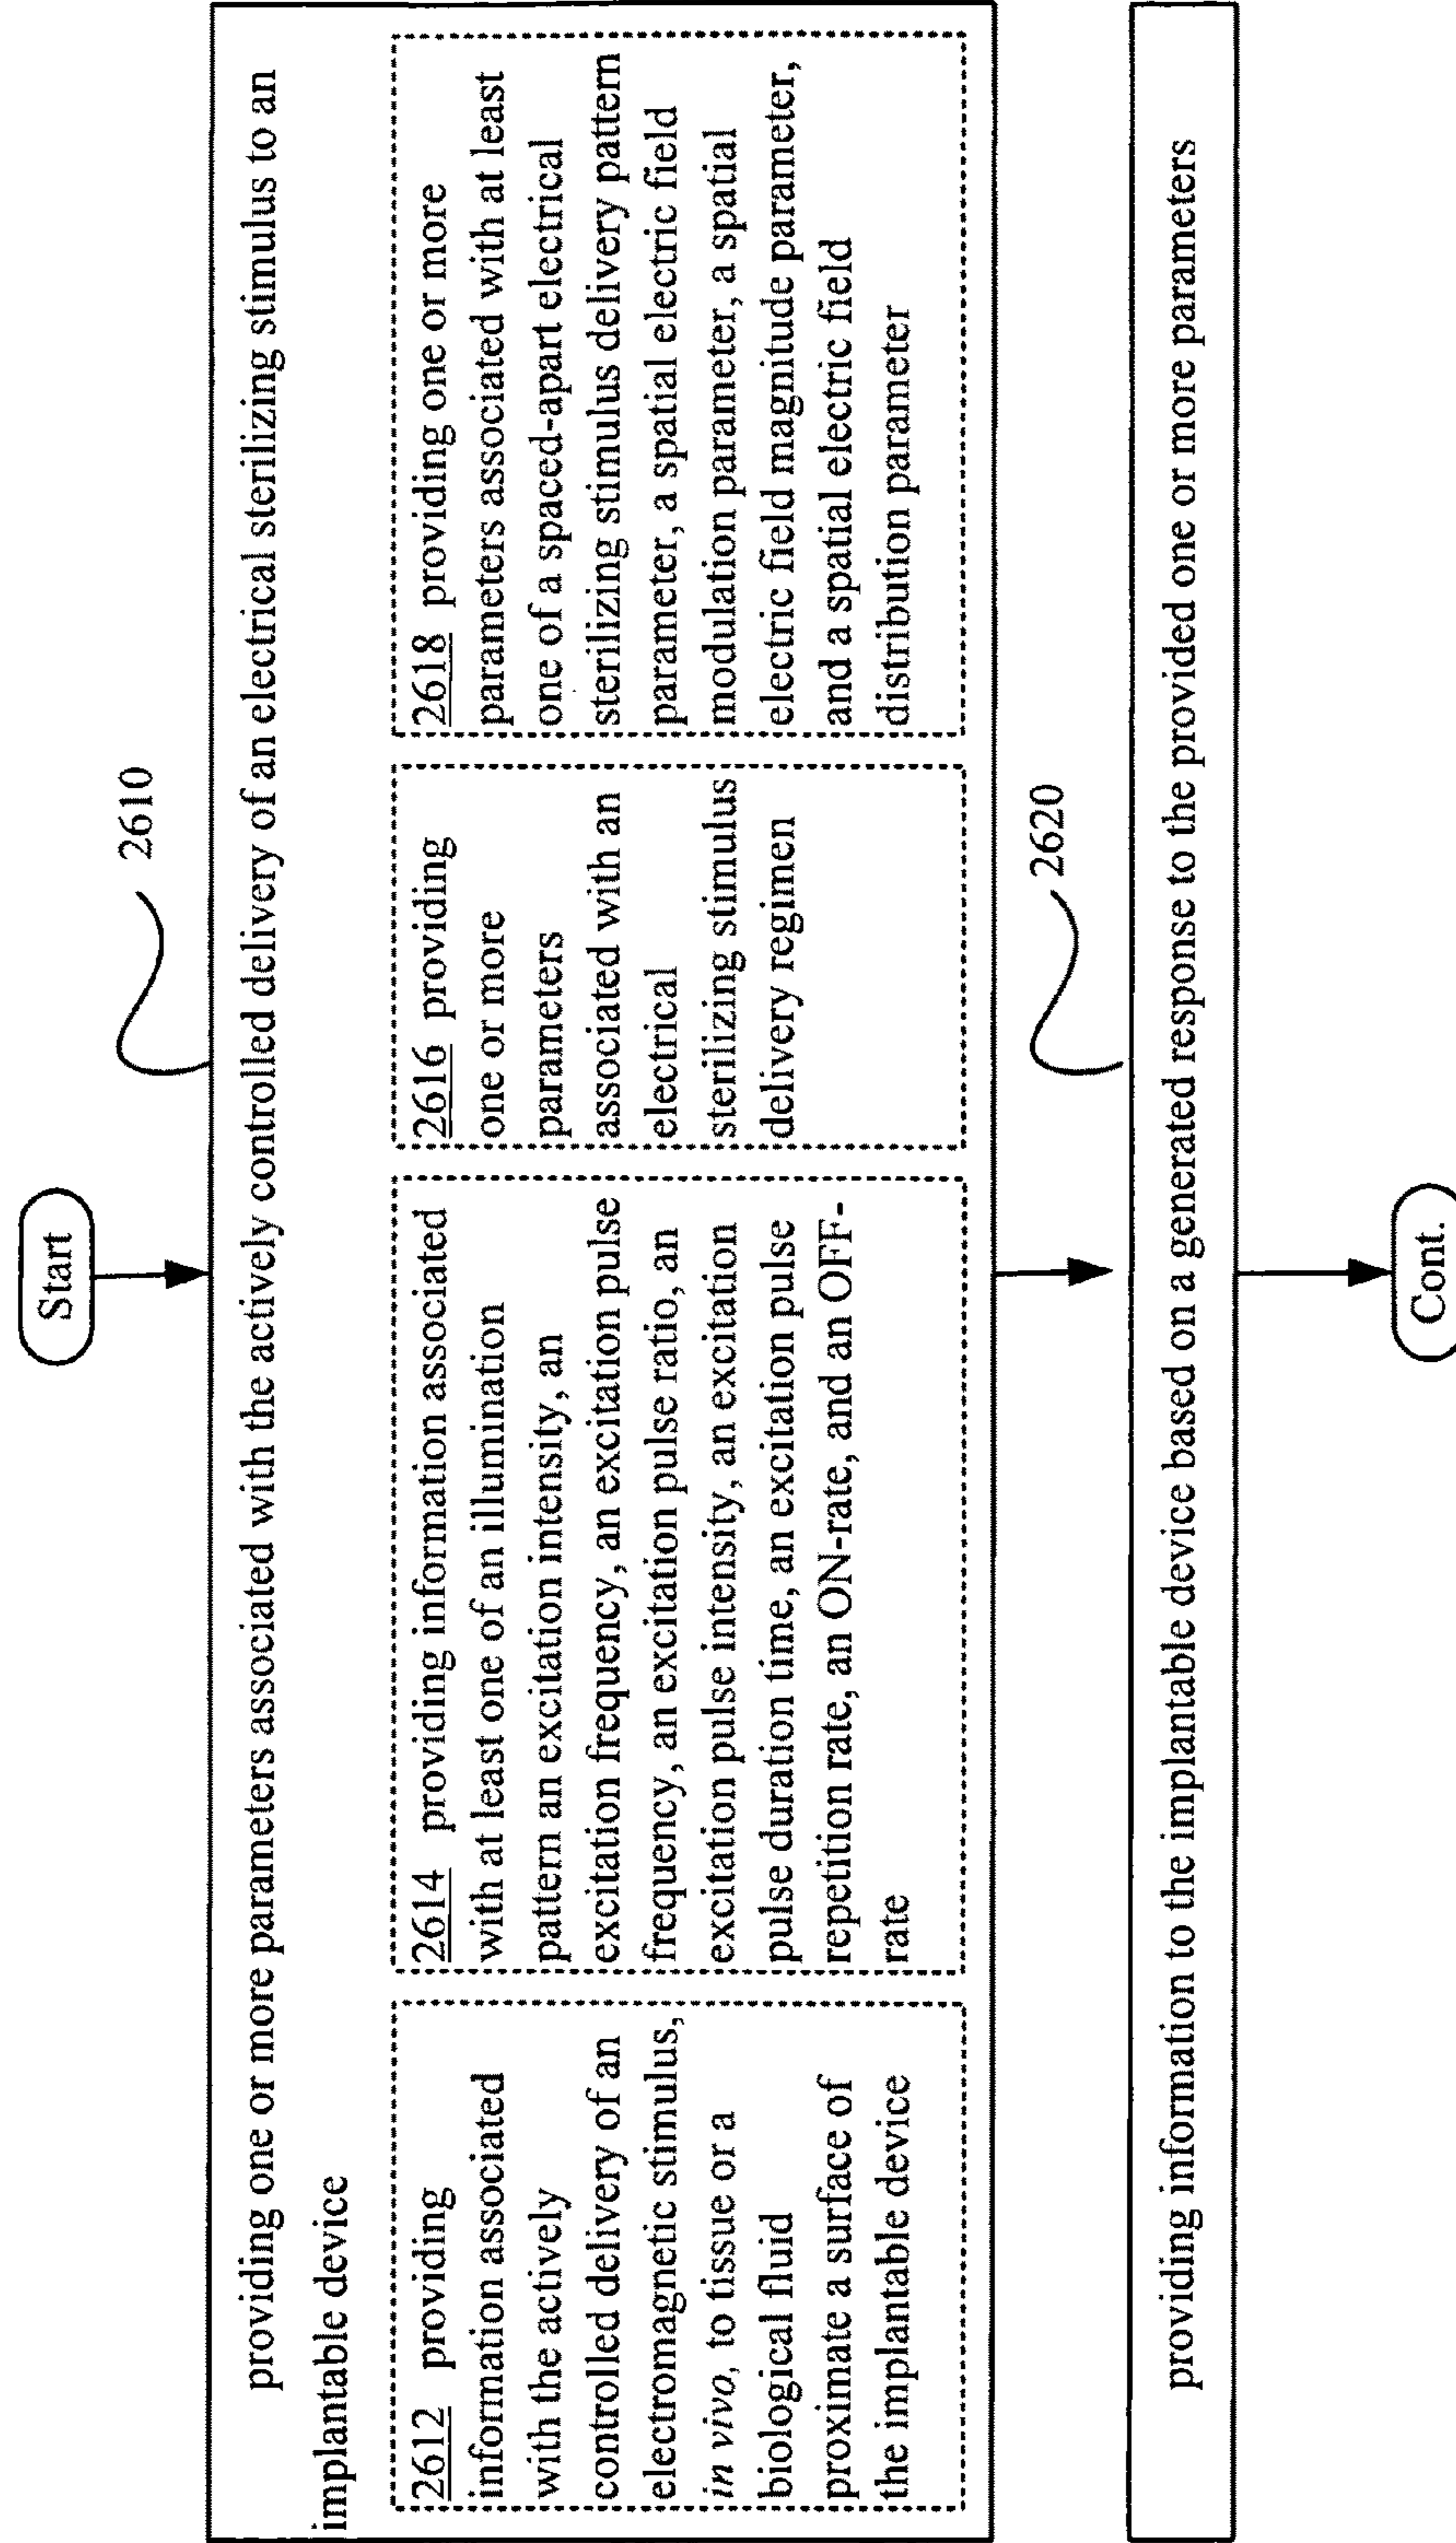 Start
2610
providing one or more parameters associated with the actively controlled delivery of an electrical sterilizing stimulus to an
implantable device
2612 providing
information associated
with the actively
controlled delivery of an
electromagnetic stimulus,
in vivo, to tissue or a
biological fluid
proximate a surface of
the implantable device
2614 providing information associated
with at least one of an illumination
pattern an excitation intensity, an
excitation frequency, an excitation pulse
frequency, an excitation pulse ratio, an
excitation pulse intensity, an excitation
pulse duration time, an excitation pulse
repetition rate, an ON-rate, and an OFF-
rate
2616 providing
one or more
parameters
associated with an
electrical
sterilizing stimulus
delivery regimen
2618 providing one or more
parameters associated with at least
one of a spaced-apart electrical
sterilizing stimulus delivery pattern
parameter, a spatial electric field
modulation parameter, a spatial
electric field magnitude parameter,
and a spatial electric field
distribution parameter
2620
providing information to the implantable device based on a generated response to the provided one or more parameters
Cont.